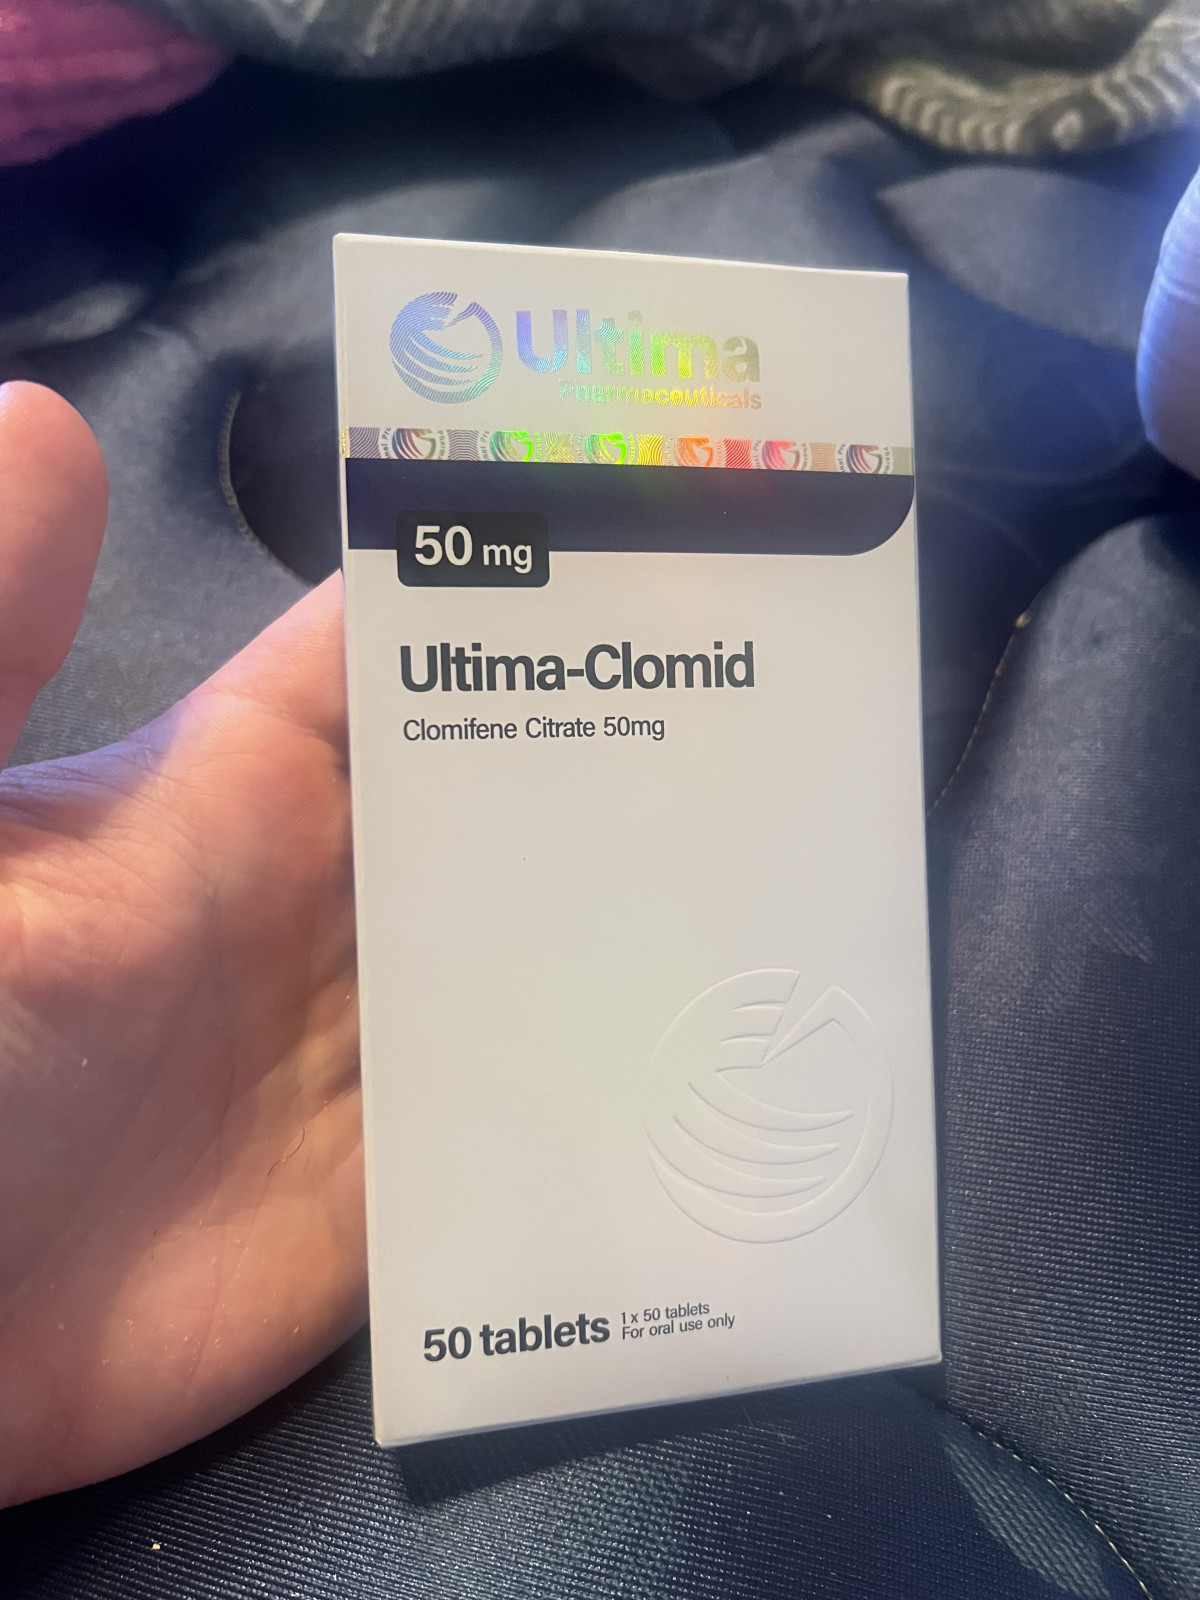 Ultima
Pharmaceuticals
50 mg
Ultima-Clomid
Clomifene Citrate 50mg
50 tablets
1 x 50 tablets
For oral use only